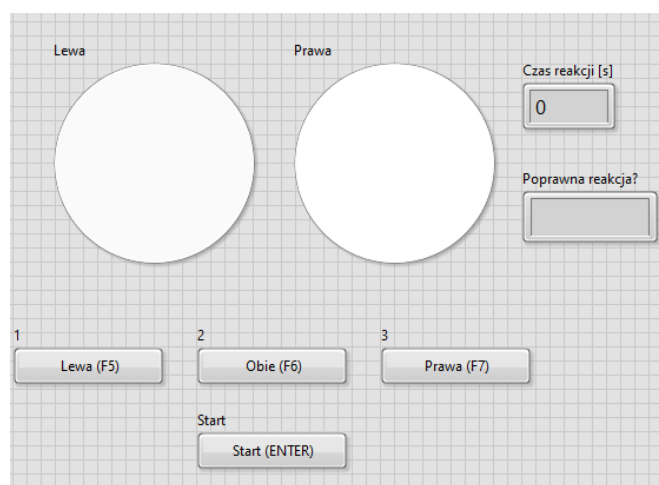 Lewa
Prawa
Czas reakcji [s]
0
Poprawna reakcja?
1
2
3
Lewa (F5)
Obie (F6)
Prawa (F7)
Start
Start (ENTER)